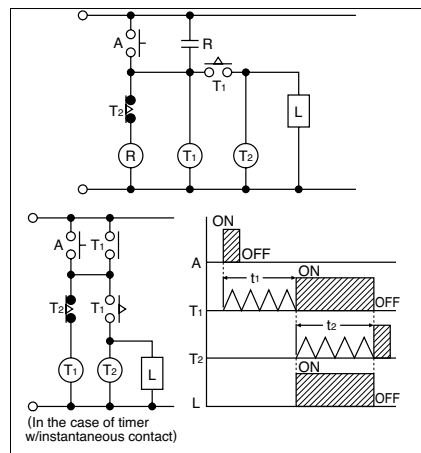 A
R
T₁
T₂
L
R
T₁
T₂
A
T₁
T₂
T₁
T₁
T₂
L
(In the case of timer
w/instantaneous contact)
ON
OFF
A
t₁
ON
T₁
OFF
t₂
T₂
ON
L
OFF